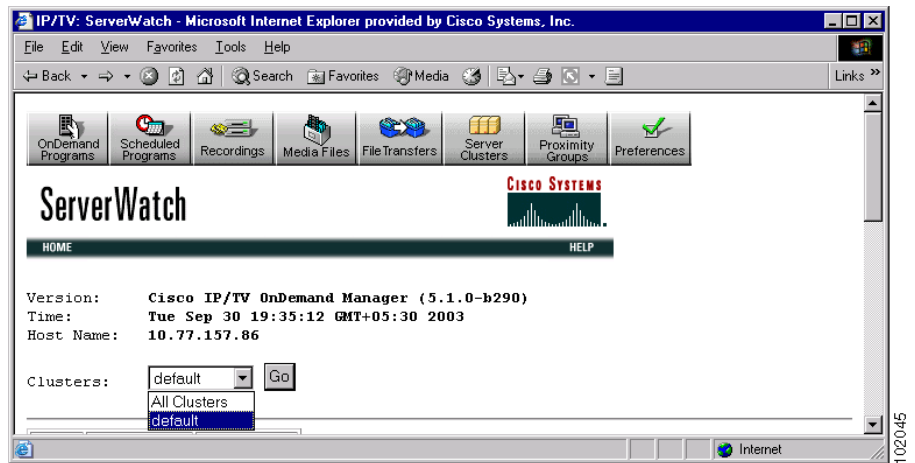 IP/TV: ServerWatch - Microsoft Internet Explorer provided by Cisco Systems, Inc.
File Edit View Favorites Tools Help
Back Search Favorites Media Links »
OnDemand Programs Scheduled Programs Recordings Media Files File Transfers Server Clusters Proximity Groups Preferences
ServerWatch CISCO SYSTEMS
HOME HELP
Version: Cisco IP/TV OnDemand Manager (5.1.0-b290)
Time: Tue Sep 30 19:35:12 GMT+05:30 2003
Host Name: 10.77.157.86
Clusters: default Go
All Clusters
default
Internet
102045